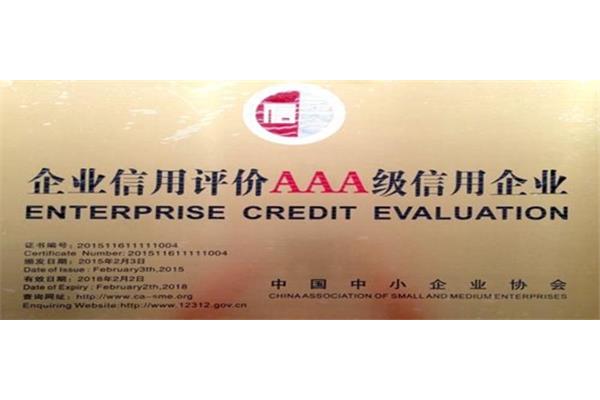 企业信用评价AAA级信用企业
ENTERPRISE CREDIT EVALUATION
证书编号：201511611111004
Certificate Number: 201511611111004
颁发日期：2015年2月3日
Date of Issue : February3th,2015
有效日期：2018年2月2日
Date of Expiry : February2th,2018
查询网址：http://www.ca-sme.org
Enquiring Website:http://www.12312.gov.cn
中国中小企业协会
CHINA ASSOCIATION OF SMALL AND MEDIUM ENTERPRISES